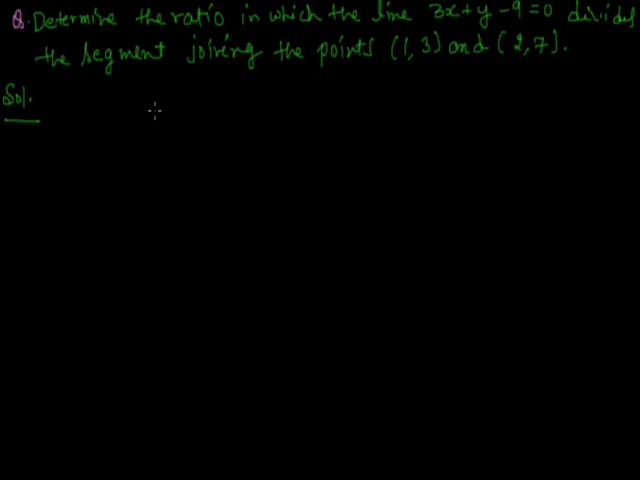 Q. Determine the ratio in which the line 3x+y-9=0 divides
the segment joining the points (1,3) and (2,7).
Sol.